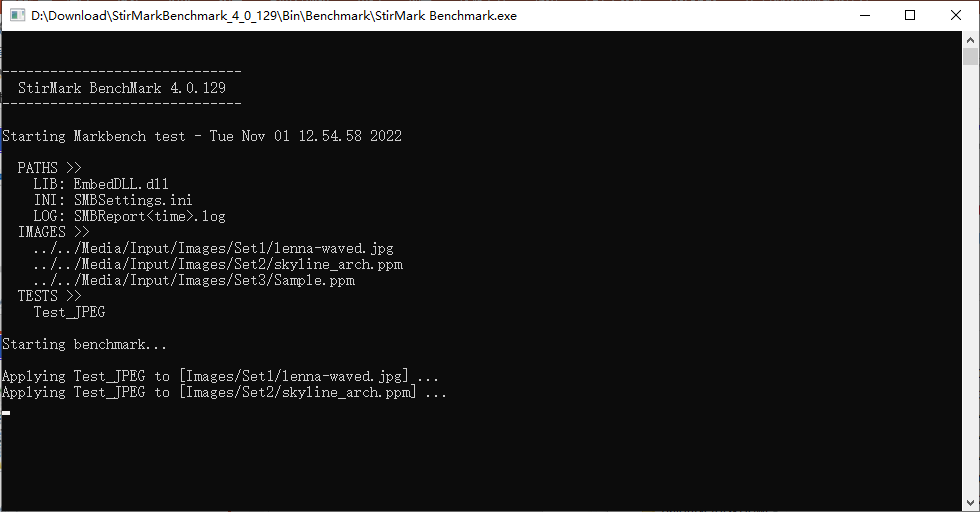 D:\Download\StirMarkBenchmark_4_0_129\Bin\Benchmark\StirMark Benchmark.exe
------------------------------
StirMark BenchMark 4.0.129
------------------------------
Starting Markbench test - Tue Nov 01 12.54.58 2022
PATHS >>
LIB: EmbedDLL.dll
INI: SMBSettings.ini
LOG: SMBReport<time>.log
IMAGES >>
../../Media/Input/Images/Set1/lenna-waved.jpg
../../Media/Input/Images/Set2/skyline_arch.ppm
../../Media/Input/Images/Set3/Sample.ppm
TESTS >>
Test_JPEG
Starting benchmark...
Applying Test_JPEG to [Images/Set1/lenna-waved.jpg] ...
Applying Test_JPEG to [Images/Set2/skyline_arch.ppm] ...